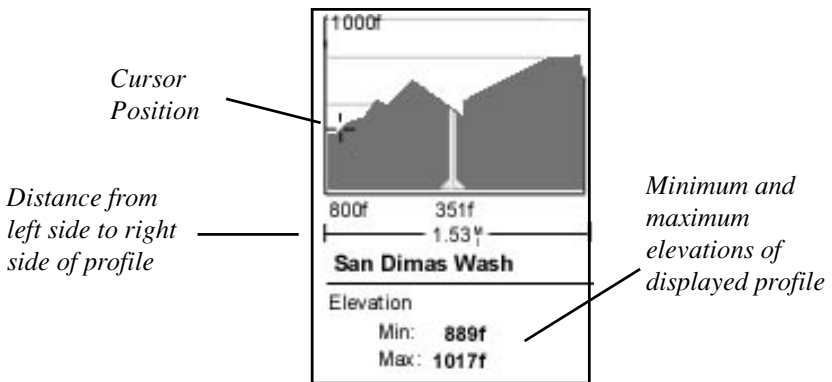 1000f
Cursor
Position
Distance from
left side to right
side of profile
800f 351f
1.53 MI
San Dimas Wash
Elevation
Min: 889f
Max: 1017f
Minimum and
maximum
elevations of
displayed profile